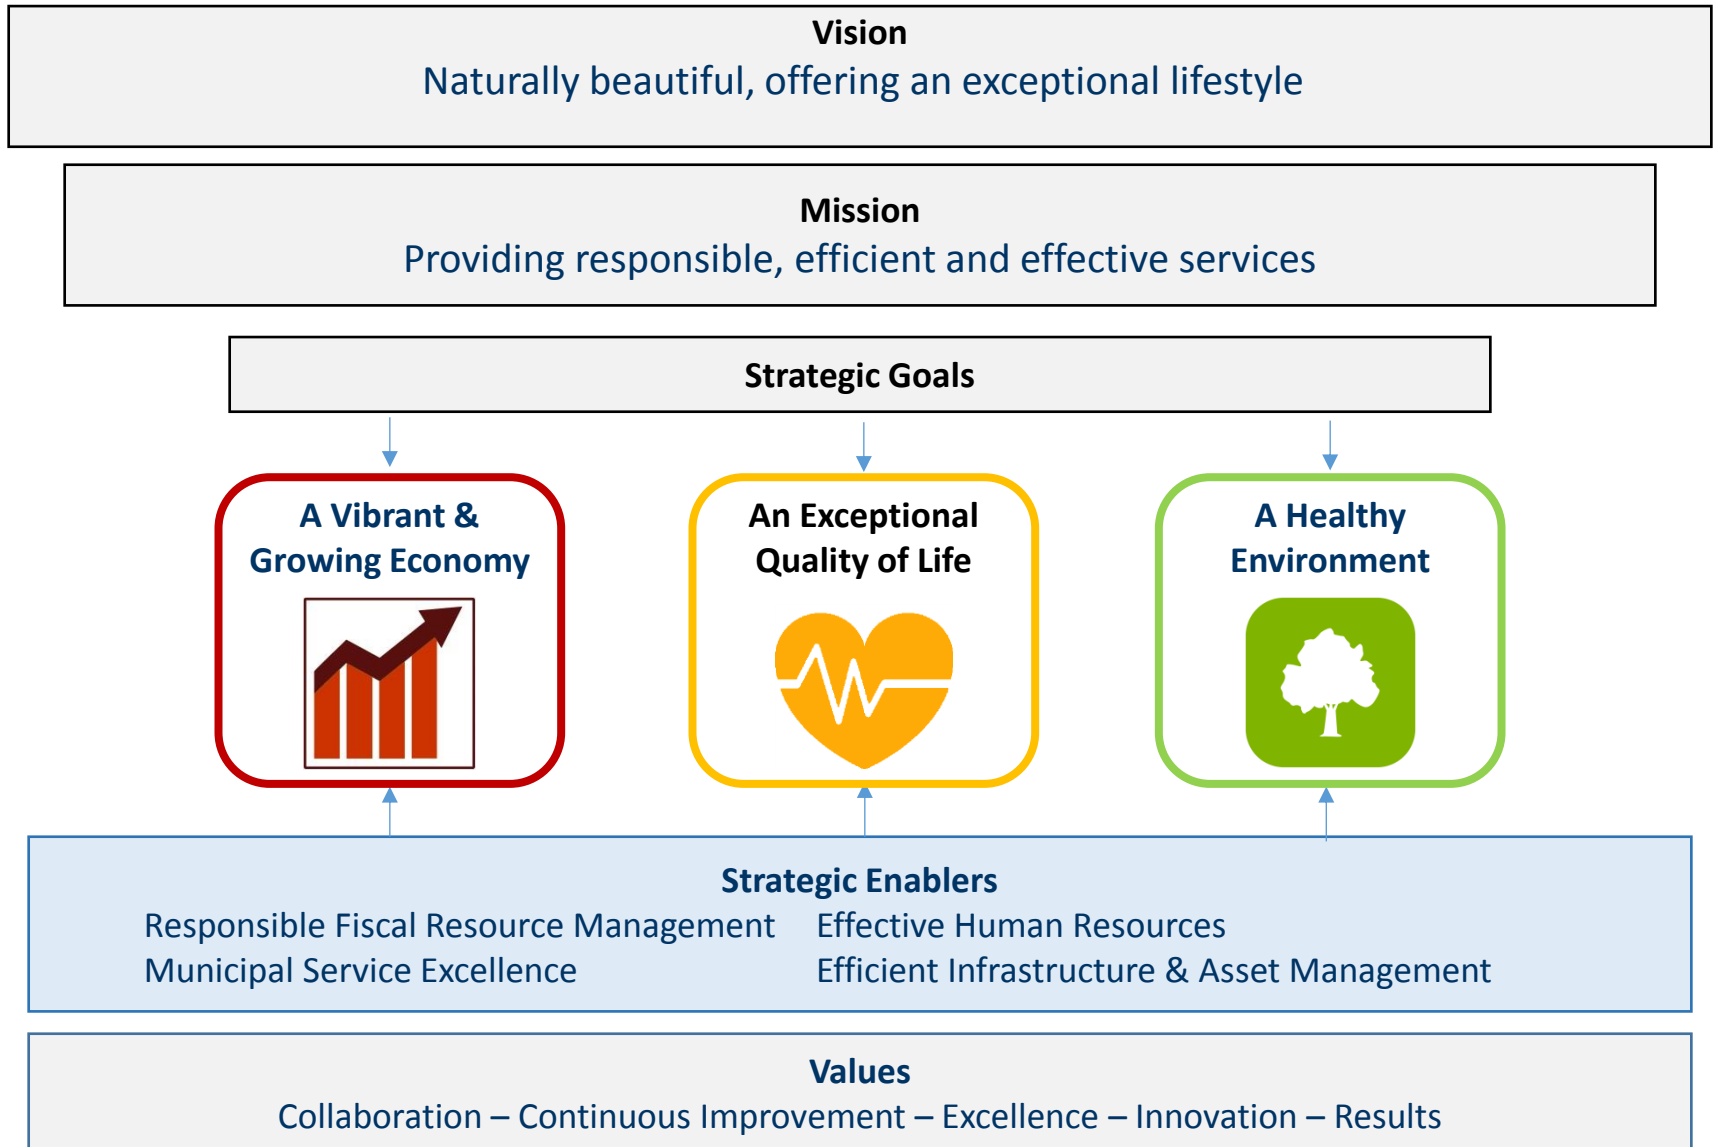 Vision
Naturally beautiful, offering an exceptional lifestyle
Mission
Providing responsible, efficient and effective services
Strategic Goals
A Vibrant &
Growing Economy
An Exceptional
Quality of Life
A Healthy
Environment
Strategic Enablers
Responsible Fiscal Resource Management Effective Human Resources
Municipal Service Excellence Efficient Infrastructure & Asset Management
Values
Collaboration – Continuous Improvement – Excellence – Innovation – Results